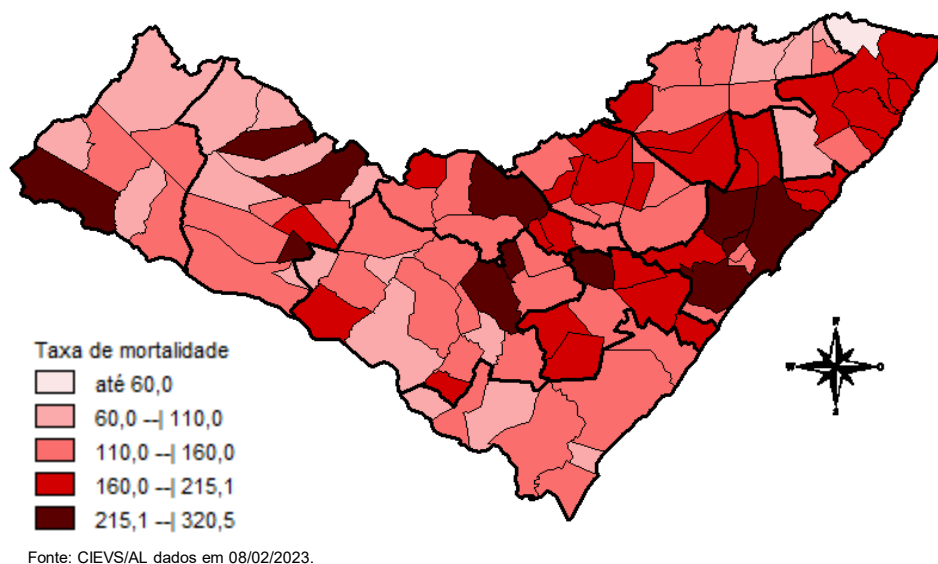 Taxa de mortalidade
até 60,0
60,0 --| 110,0
110,0 --| 160,0
160,0 --| 215,1
215,1 --| 320,5
Fonte: CIEVS/AL dados em 08/02/2023.